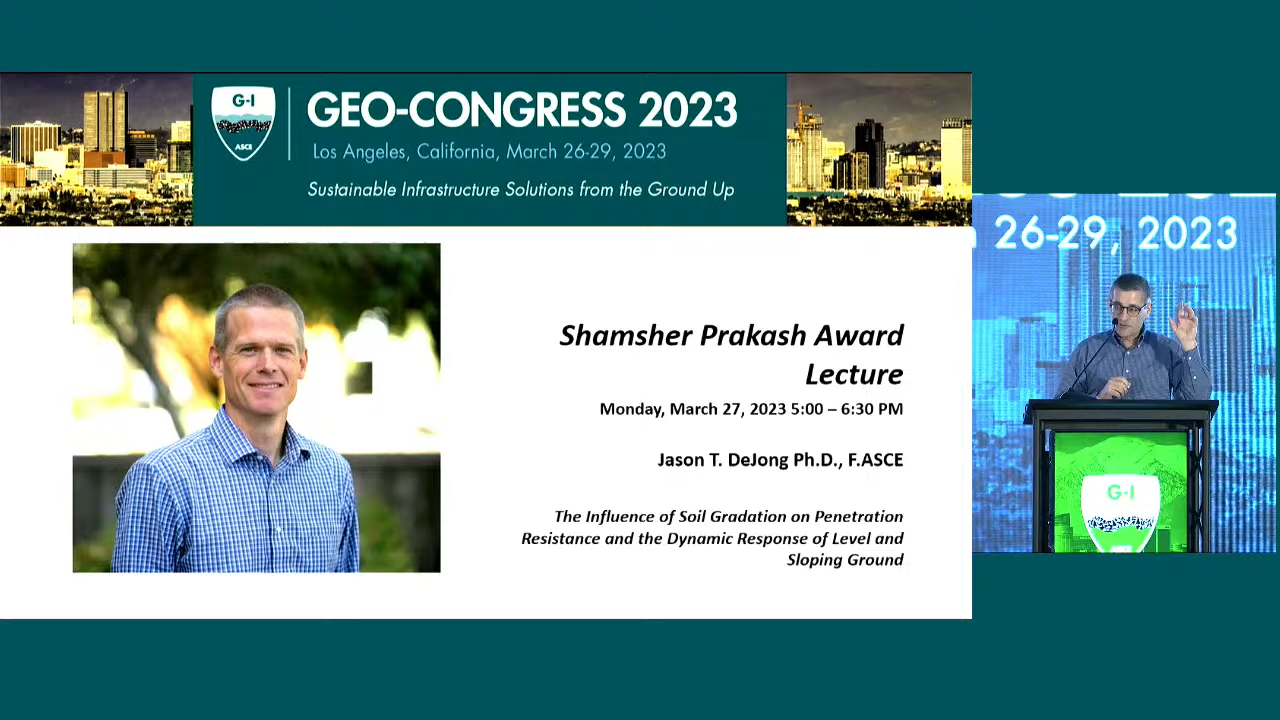 G-I
ASCE
GEO-CONGRESS 2023
Los Angeles, California, March 26-29, 2023
Sustainable Infrastructure Solutions from the Ground Up
Shamsher Prakash Award
Lecture
Monday, March 27, 2023 5:00 – 6:30 PM
Jason T. DeJong Ph.D., F.ASCE
The Influence of Soil Gradation on Penetration
Resistance and the Dynamic Response of Level and
Sloping Ground
26-29, 2023
G-I
ASCE